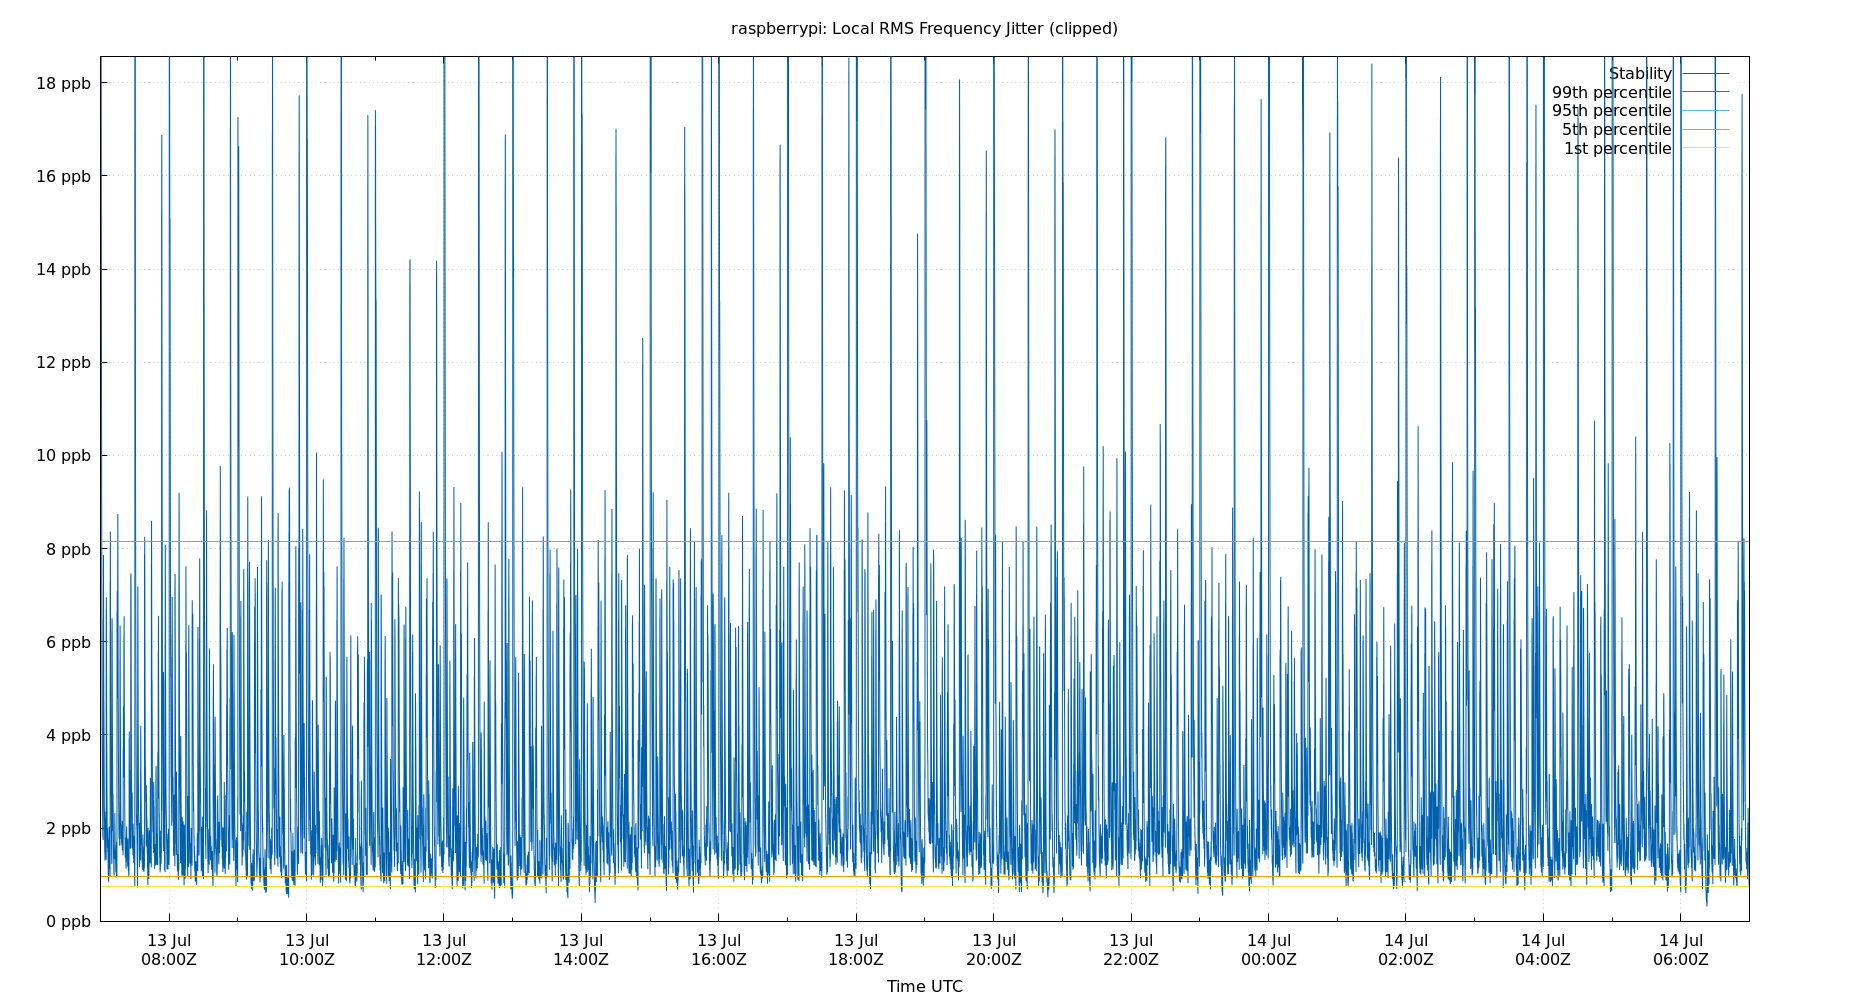 raspberrypi: Local RMS Frequency Jitter (clipped)
18 ppb
16 ppb
14 ppb
12 ppb
10 ppb
8 ppb
6 ppb
4 ppb
2 ppb
0 ppb
Stability
99th percentile
95th percentile
5th percentile
1st percentile
13 Jul 13 Jul 13 Jul 13 Jul 13 Jul 13 Jul 13 Jul 13 Jul 14 Jul 14 Jul 14 Jul 14 Jul
08:00Z 10:00Z 12:00Z 14:00Z 16:00Z 18:00Z 20:00Z 22:00Z 00:00Z 02:00Z 04:00Z 06:00Z
Time UTC